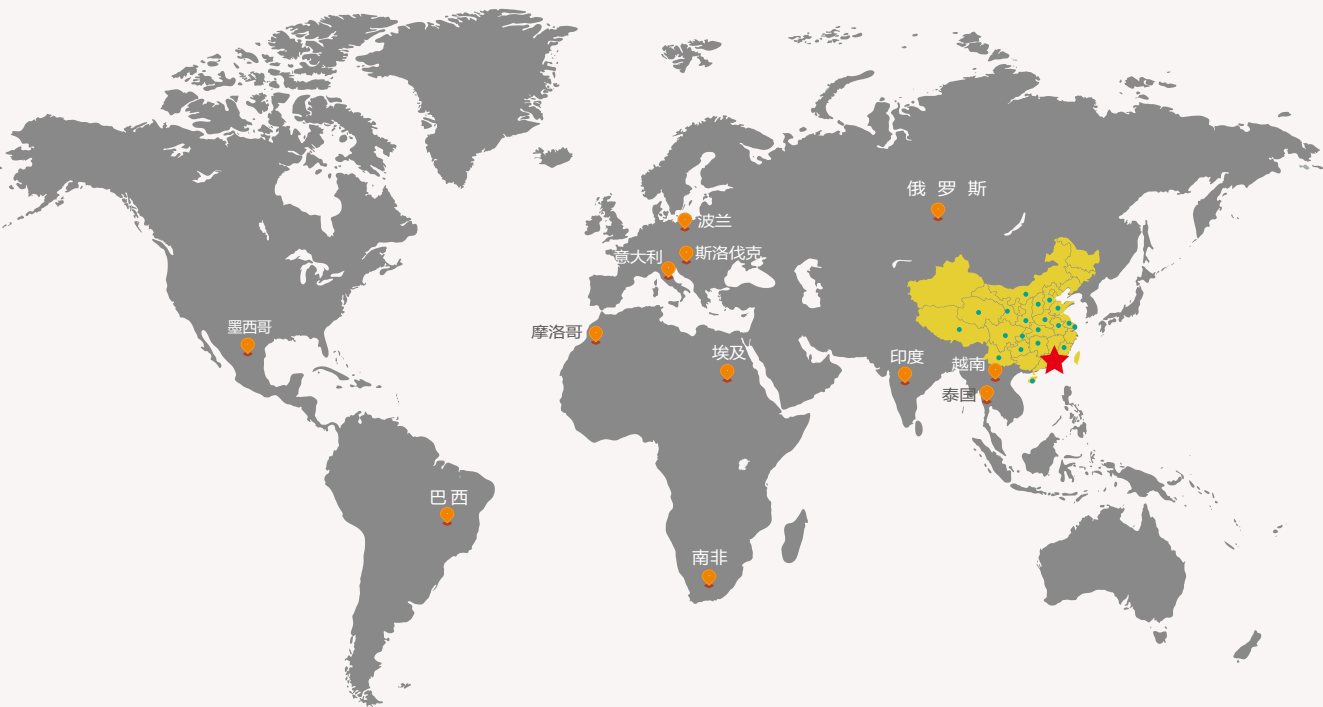 俄罗斯
波兰
斯洛伐克
意大利
墨西哥
摩洛哥
埃及
印度
越南
泰国
巴西
南非